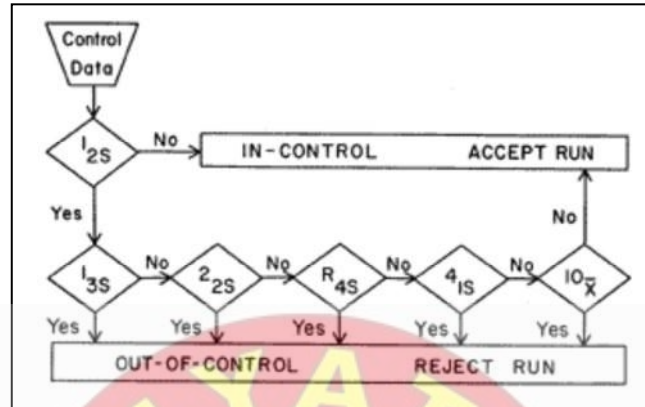 Control
Data
1 2S
No
IN-CONTROL ACCEPT RUN
Yes
No
1 3S
No
2 2S
No
R 4S
No
4 1S
No
10 X̅
Yes
Yes
Yes
Yes
Yes
OUT-OF-CONTROL REJECT RUN